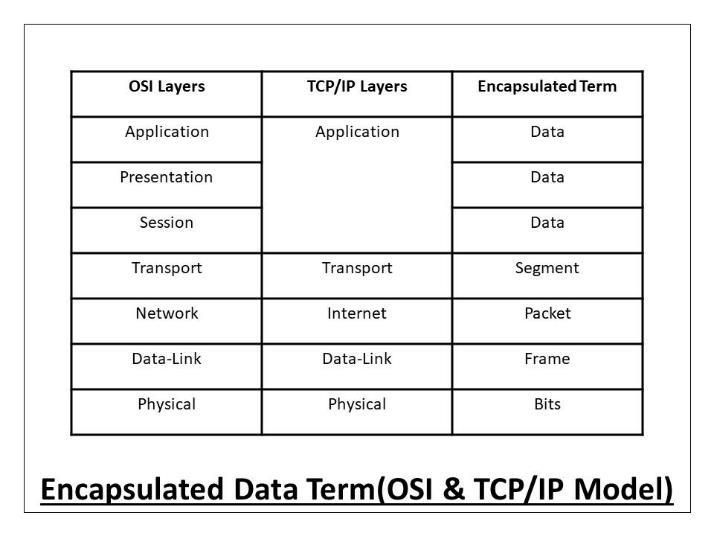 OSI Layers TCP/IP Layers Encapsulated Term
Application Application Data
Presentation Data
Session Data
Transport Transport Segment
Network Internet Packet
Data-Link Data-Link Frame
Physical Physical Bits
Encapsulated Data Term(OSI & TCP/IP Model)